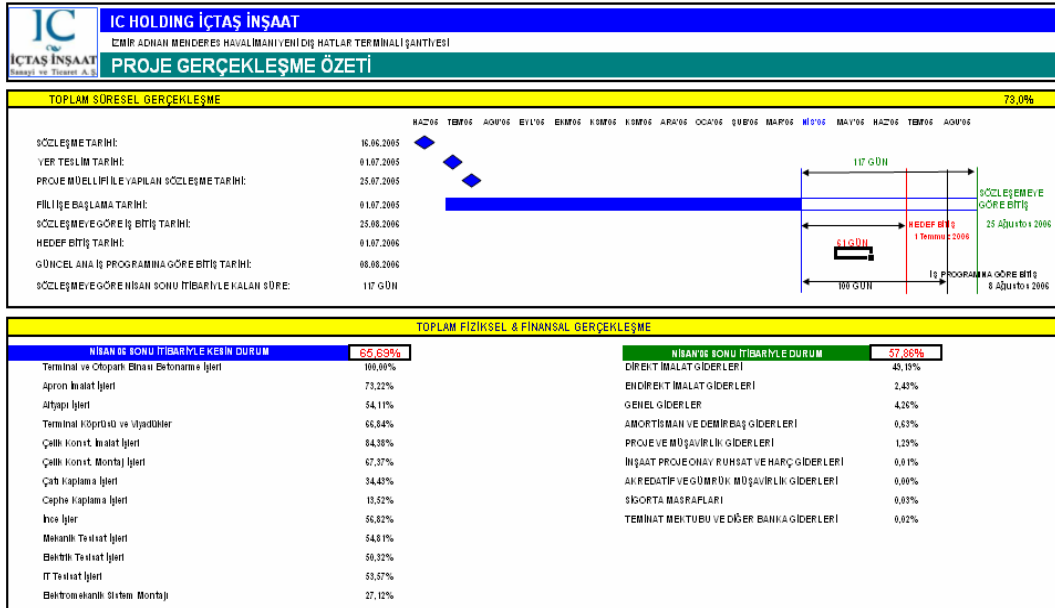 IC HOLDING İÇTAŞ İNŞAAT
İZMİR ADNAN MENDERES HAVALİMANI YENİ DIŞ HATLAR TERMİNALİ ŞANTİYESİ
PROJE GERÇEKLEŞME ÖZETİ
IC
İÇTAŞ İNŞAAT
Sanayi ve Ticaret A.Ş.
TOPLAM SÜRESEL GERÇEKLEŞME 73,0%
HAZ'05 TEM'05 AGU'05 EYL'05 EKM'05 KSM'05 KSM'05 ARA'05 OCA'05 ŞUB'05 MAR'05 NİS'06 MAY'06 HAZ'06 TEM'06 AGU'06
SÖZLEŞME TARİHİ: 16.06.2005
YER TESLİM TARİHİ: 01.07.2005
117 GÜN
PROJE MÜELLİFİ İLE YAPILAN SÖZLEŞME TARİHİ: 25.07.2005
SÖZLEŞEMEYE GÖRE BİTİŞ
25 Ağustos 2006
FİİLİ İŞE BAŞLAMA TARİHİ: 01.07.2005
SÖZLEŞMEYE GÖRE İŞ BİTİŞ TARİHİ: 25.08.2006
HEDEF BİTİŞ
1 Temmuz 2006
HEDEF BİTİŞ TARİHİ: 01.07.2006
61 GÜN
GÜNCEL ANA İŞ PROGRAMINA GÖRE BİTİŞ TARİHİ: 08.08.2006
İŞ PROGRAMINA GÖRE BİTİŞ
8 Ağustos 2006
SÖZLEŞMEYE GÖRE NİSAN SONU İTİBARİYLE KALAN SÜRE: 117 GÜN
100 GÜN
TOPLAM FİZİKSEL & FİNANSAL GERÇEKLEŞME
NİSAN 06 SONU İTİBARİYLE KESİN DURUM 65,69%
Terminal ve Otopark Binası Betonarme İşleri 100,00%
Apron İmalat İşleri 73,22%
Altyapı İşleri 54,11%
Terminal Köprüsü ve Viyadükler 66,84%
Çelik Konst. İmalat İşleri 84,38%
Çelik Konst. Montaj İşleri 67,37%
Çatı Kaplama İşleri 34,43%
Cephe Kaplama İşleri 13,52%
İnce İşler 56,82%
Mekanik Tesisat İşleri 54,81%
Elektrik Tesisat İşleri 50,32%
IT Tesisat İşleri 53,57%
Elektromekanik Sistem Montajı 27,12%
NİSAN'06 SONU İTİBARİYLE DURUM 57,86%
DİREKT İMALAT GİDERLERİ 49,19%
ENDİREKT İMALAT GİDERLERİ 2,43%
GENEL GİDERLER 4,26%
AMORTİSMAN VE DEMİRBAŞ GİDERLERİ 0,63%
PROJE VE MÜŞAVİRLİK GİDERLERİ 1,29%
İNŞAAT PROJE ONAY RUHSAT VE HARÇ GİDERLERİ 0,01%
AKREDATİF VE GÜMRÜK MÜŞAVİRLİK GİDERLERİ 0,00%
SİGORTA MASRAFLARI 0,03%
TEMİNAT MEKTUBU VE DİĞER BANKA GİDERLERİ 0,02%